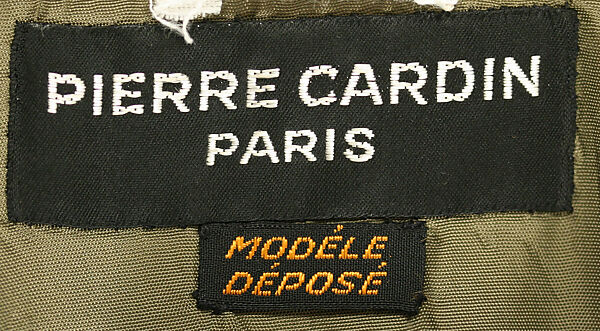 PIERRE CARDIN
PARIS
MODÉLE
DÉPOSÉ